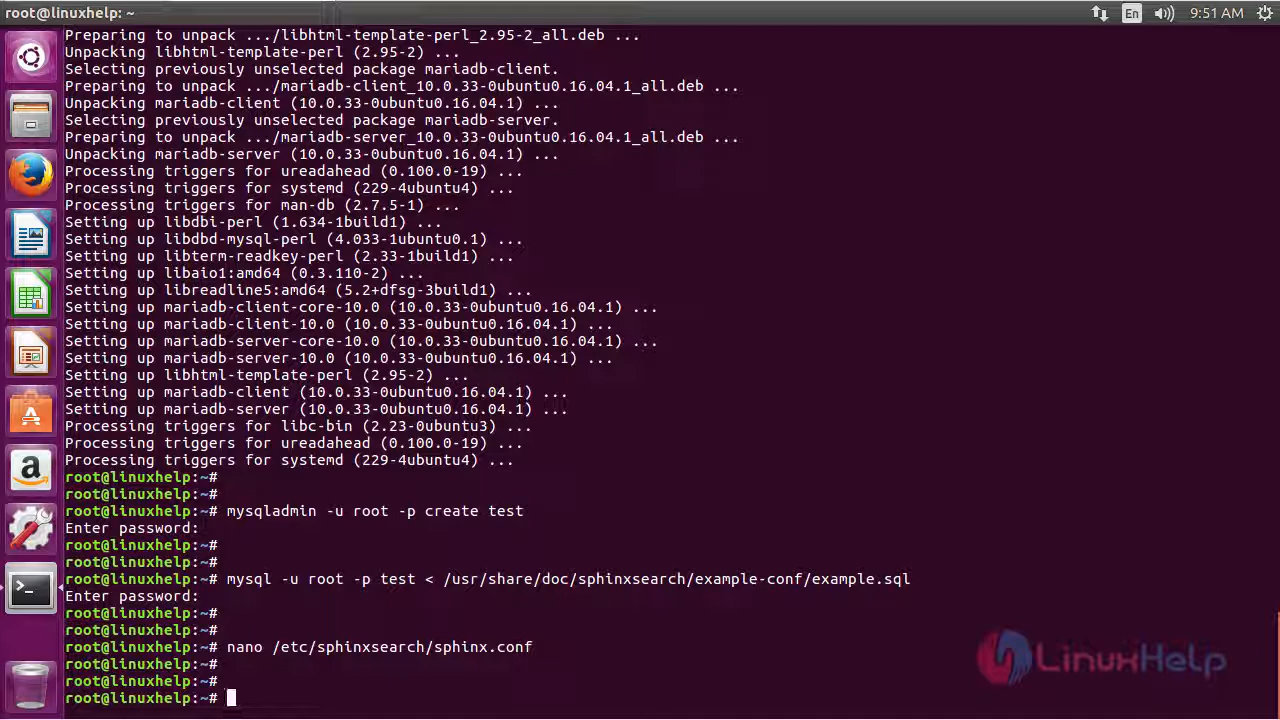 root@linuxhelp: ~
En
9:51 AM
Preparing to unpack .../libhtml-template-perl_2.95-2_all.deb ...
Unpacking libhtml-template-perl (2.95-2) ...
Selecting previously unselected package mariadb-client.
Preparing to unpack .../mariadb-client_10.0.33-0ubuntu0.16.04.1_all.deb ...
Unpacking mariadb-client (10.0.33-0ubuntu0.16.04.1) ...
Selecting previously unselected package mariadb-server.
Preparing to unpack .../mariadb-server_10.0.33-0ubuntu0.16.04.1_all.deb ...
Unpacking mariadb-server (10.0.33-0ubuntu0.16.04.1) ...
Processing triggers for ureadahead (0.100.0-19) ...
Processing triggers for systemd (229-4ubuntu4) ...
Processing triggers for man-db (2.7.5-1) ...
Setting up libdbi-perl (1.634-1build1) ...
Setting up libdbd-mysql-perl (4.033-1ubuntu0.1) ...
Setting up libterm-readkey-perl (2.33-1build1) ...
Setting up libaio1:amd64 (0.3.110-2) ...
Setting up libreadline5:amd64 (5.2+dfsg-3build1) ...
Setting up mariadb-client-core-10.0 (10.0.33-0ubuntu0.16.04.1) ...
Setting up mariadb-client-10.0 (10.0.33-0ubuntu0.16.04.1) ...
Setting up mariadb-server-core-10.0 (10.0.33-0ubuntu0.16.04.1) ...
Setting up mariadb-server-10.0 (10.0.33-0ubuntu0.16.04.1) ...
Setting up libhtml-template-perl (2.95-2) ...
Setting up mariadb-client (10.0.33-0ubuntu0.16.04.1) ...
Setting up mariadb-server (10.0.33-0ubuntu0.16.04.1) ...
Processing triggers for libc-bin (2.23-0ubuntu3) ...
Processing triggers for ureadahead (0.100.0-19) ...
Processing triggers for systemd (229-4ubuntu4) ...
root@linuxhelp:~#
root@linuxhelp:~#
root@linuxhelp:~# mysqladmin -u root -p create test
Enter password:
root@linuxhelp:~#
root@linuxhelp:~#
root@linuxhelp:~# mysql -u root -p test < /usr/share/doc/sphinxsearch/example-conf/example.sql
Enter password:
root@linuxhelp:~#
root@linuxhelp:~#
root@linuxhelp:~# nano /etc/sphinxsearch/sphinx.conf
root@linuxhelp:~#
root@linuxhelp:~#
root@linuxhelp:~#
LinuxHelp